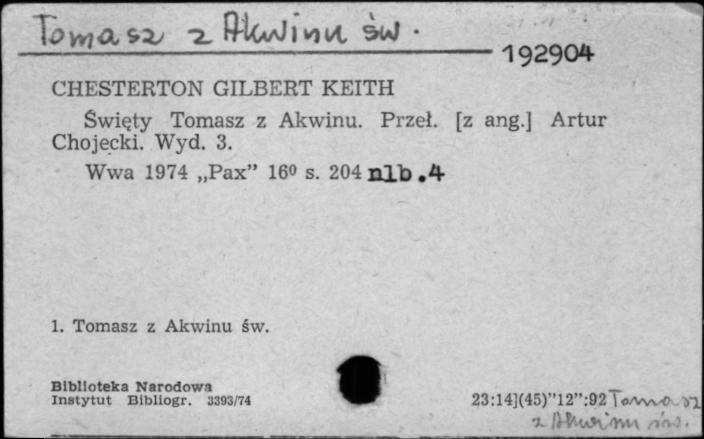 Tomasz z Akwinu św.
192904
CHESTERTON GILBERT KEITH
Święty Tomasz z Akwinu. Przeł. [z ang.] Artur
Chojecki. Wyd. 3.
Wwa 1974 „Pax” 16⁰ s. 204 nlb.4
1. Tomasz z Akwinu św.
Biblioteka Narodowa
Instytut Bibliogr. 3393/74
23:14](45)"12":92 Tomasz
z Akwinu św.